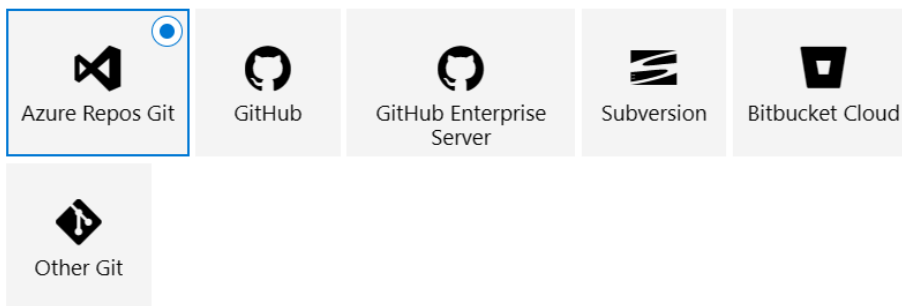 Azure Repos Git
GitHub
GitHub Enterprise
Server
Subversion
Bitbucket Cloud
Other Git